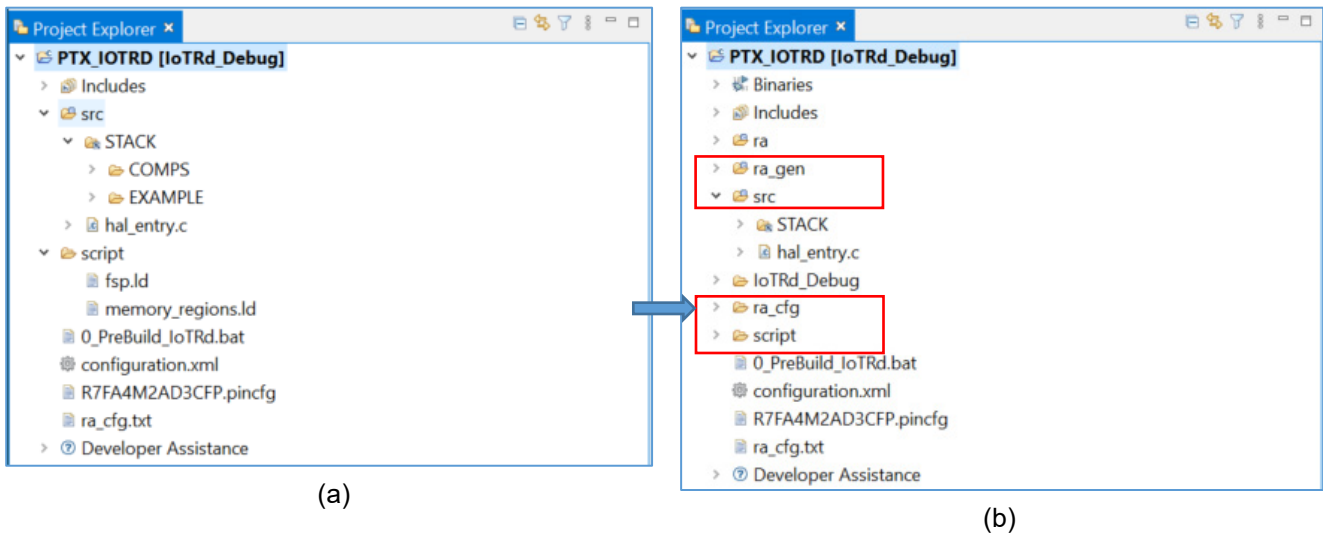 Project Explorer ×
PTX_IOTRD [IoTRd_Debug]
Includes
src
STACK
COMPS
EXAMPLE
hal_entry.c
script
fsp.ld
memory_regions.ld
0_PreBuild_IoTRd.bat
configuration.xml
R7FA4M2AD3CFP.pincfg
ra_cfg.txt
Developer Assistance
(a)
Project Explorer ×
PTX_IOTRD [IoTRd_Debug]
Binaries
Includes
ra
ra_gen
src
STACK
hal_entry.c
IoTRd_Debug
ra_cfg
script
0_PreBuild_IoTRd.bat
configuration.xml
R7FA4M2AD3CFP.pincfg
ra_cfg.txt
Developer Assistance
(b)